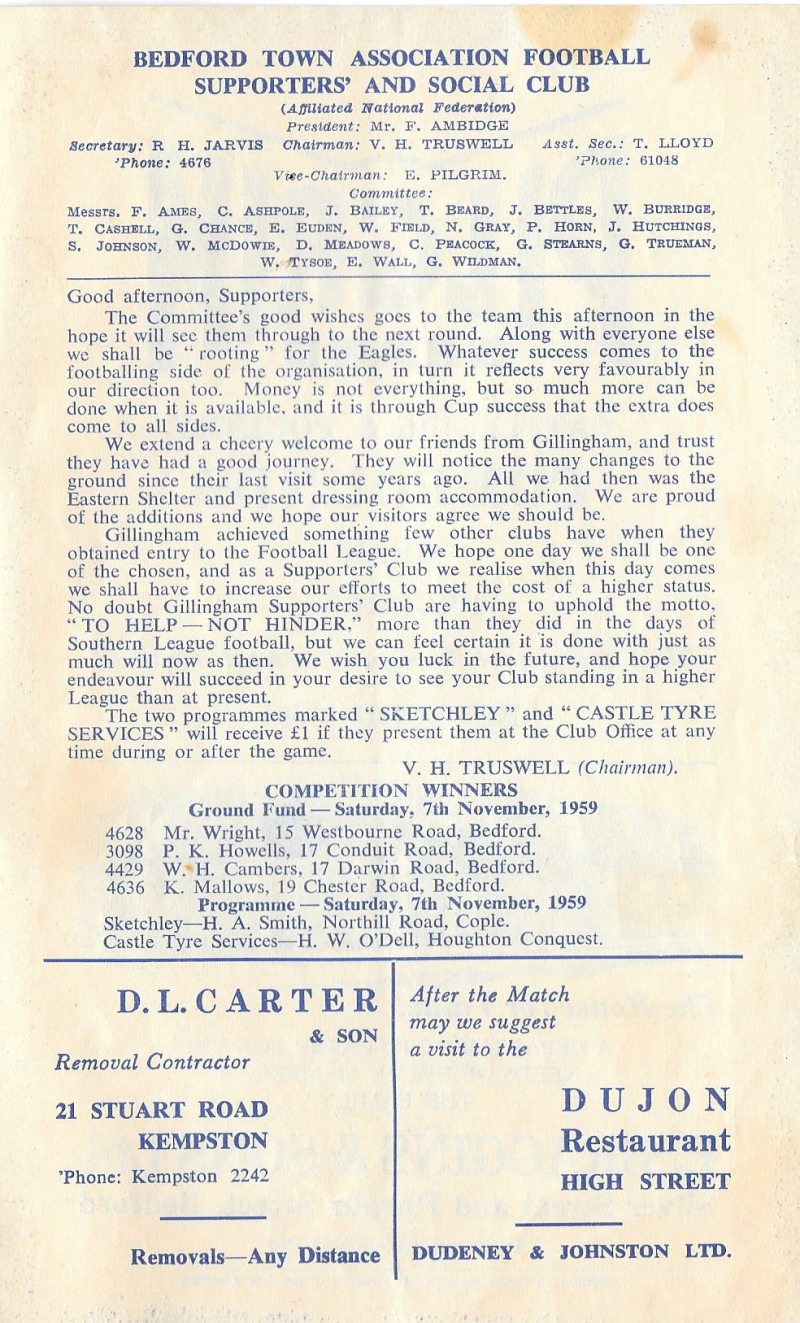 BEDFORD TOWN ASSOCIATION FOOTBALL
SUPPORTERS' AND SOCIAL CLUB
(Affiliated National Federation)
President: Mr. F. AMBIDGE
Secretary: R H. JARVIS Chairman: V. H. TRUSWELL Asst. Sec.: T. LLOYD
'Phone: 4676 'Phone: 61048
Vice-Chairman: E. PILGRIM.
Committee:
Messrs. F. AMES, C. ASHPOLE, J. BAILEY, T. BEARD, J. BETTLES, W. BURRIDGE,
T. CASHELL, G. CHANCE, E. EUDEN, W. FIELD, N. GRAY, P. HORN, J. HUTCHINGS,
S. JOHNSON, W. MCDOWIE, D. MEADOWS, C. PEACOCK, G. STEARNS, G. TRUEMAN,
W. TYSOE, E. WALL, G. WILDMAN.
Good afternoon, Supporters,
The Committee's good wishes goes to the team this afternoon in the
hope it will see them through to the next round. Along with everyone else
we shall be "rooting" for the Eagles. Whatever success comes to the
footballing side of the organisation, in turn it reflects very favourably in
our direction too. Money is not everything, but so much more can be
done when it is available, and it is through Cup success that the extra does
come to all sides.
We extend a cheery welcome to our friends from Gillingham, and trust
they have had a good journey. They will notice the many changes to the
ground since their last visit some years ago. All we had then was the
Eastern Shelter and present dressing room accommodation. We are proud
of the additions and we hope our visitors agree we should be.
Gillingham achieved something few other clubs have when they
obtained entry to the Football League. We hope one day we shall be one
of the chosen, and as a Supporters' Club we realise when this day comes
we shall have to increase our efforts to meet the cost of a higher status.
No doubt Gillingham Supporters' Club are having to uphold the motto,
"TO HELP — NOT HINDER," more than they did in the days of
Southern League football, but we can feel certain it is done with just as
much will now as then. We wish you luck in the future, and hope your
endeavour will succeed in your desire to see your Club standing in a higher
League than at present.
The two programmes marked "SKETCHLEY" and "CASTLE TYRE
SERVICES" will receive £1 if they present them at the Club Office at any
time during or after the game.
V. H. TRUSWELL (Chairman).
COMPETITION WINNERS
Ground Fund — Saturday, 7th November, 1959
4628 Mr. Wright, 15 Westbourne Road, Bedford.
3098 P. K. Howells, 17 Conduit Road, Bedford.
4429 W. H. Cambers, 17 Darwin Road, Bedford.
4636 K. Mallows, 19 Chester Road, Bedford.
Programme — Saturday, 7th November, 1959
Sketchley—H. A. Smith, Northill Road, Cople.
Castle Tyre Services—H. W. O'Dell, Houghton Conquest.
D. L. CARTER
& SON
Removal Contractor
21 STUART ROAD
KEMPSTON
'Phone: Kempston 2242
Removals—Any Distance
After the Match
may we suggest
a visit to the
DUJON
Restaurant
HIGH STREET
DUDENEY & JOHNSTON LTD.